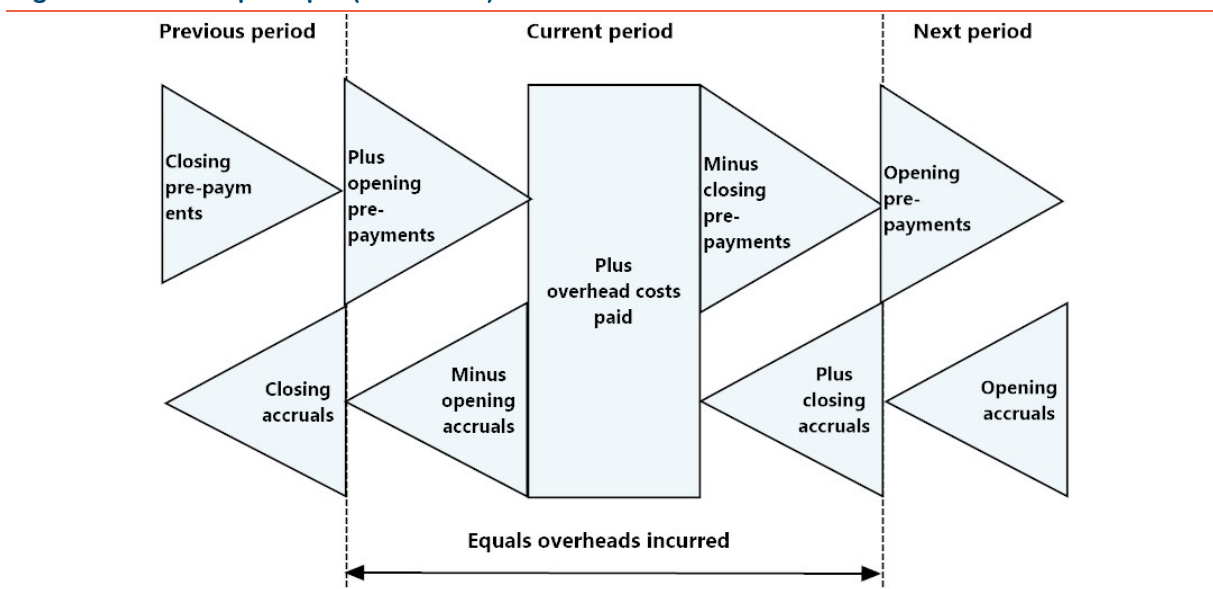 Previous period
Current period
Next period
Closing
pre-paym
ents
Plus
opening
pre-
payments
Plus
overhead costs
paid
Minus
closing
pre-
payments
Opening
pre-
payments
Closing
accruals
Minus
opening
accruals
Plus
closing
accruals
Opening
accruals
Equals overheads incurred